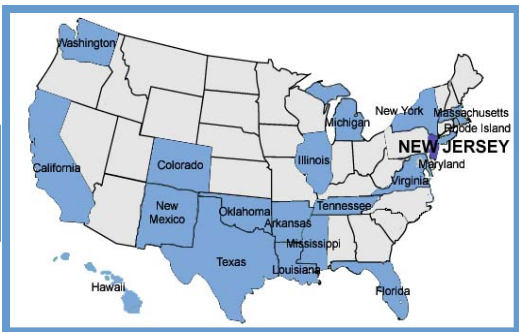 Washington
Michigan
New York
Massachusetts
Rhode Island
NEW JERSEY
Maryland
California
Colorado
Illinois
Virginia
New
Mexico
Oklahoma
Tennessee
Arkansas
Mississippi
Texas
Louisiana
Hawaii
Florida